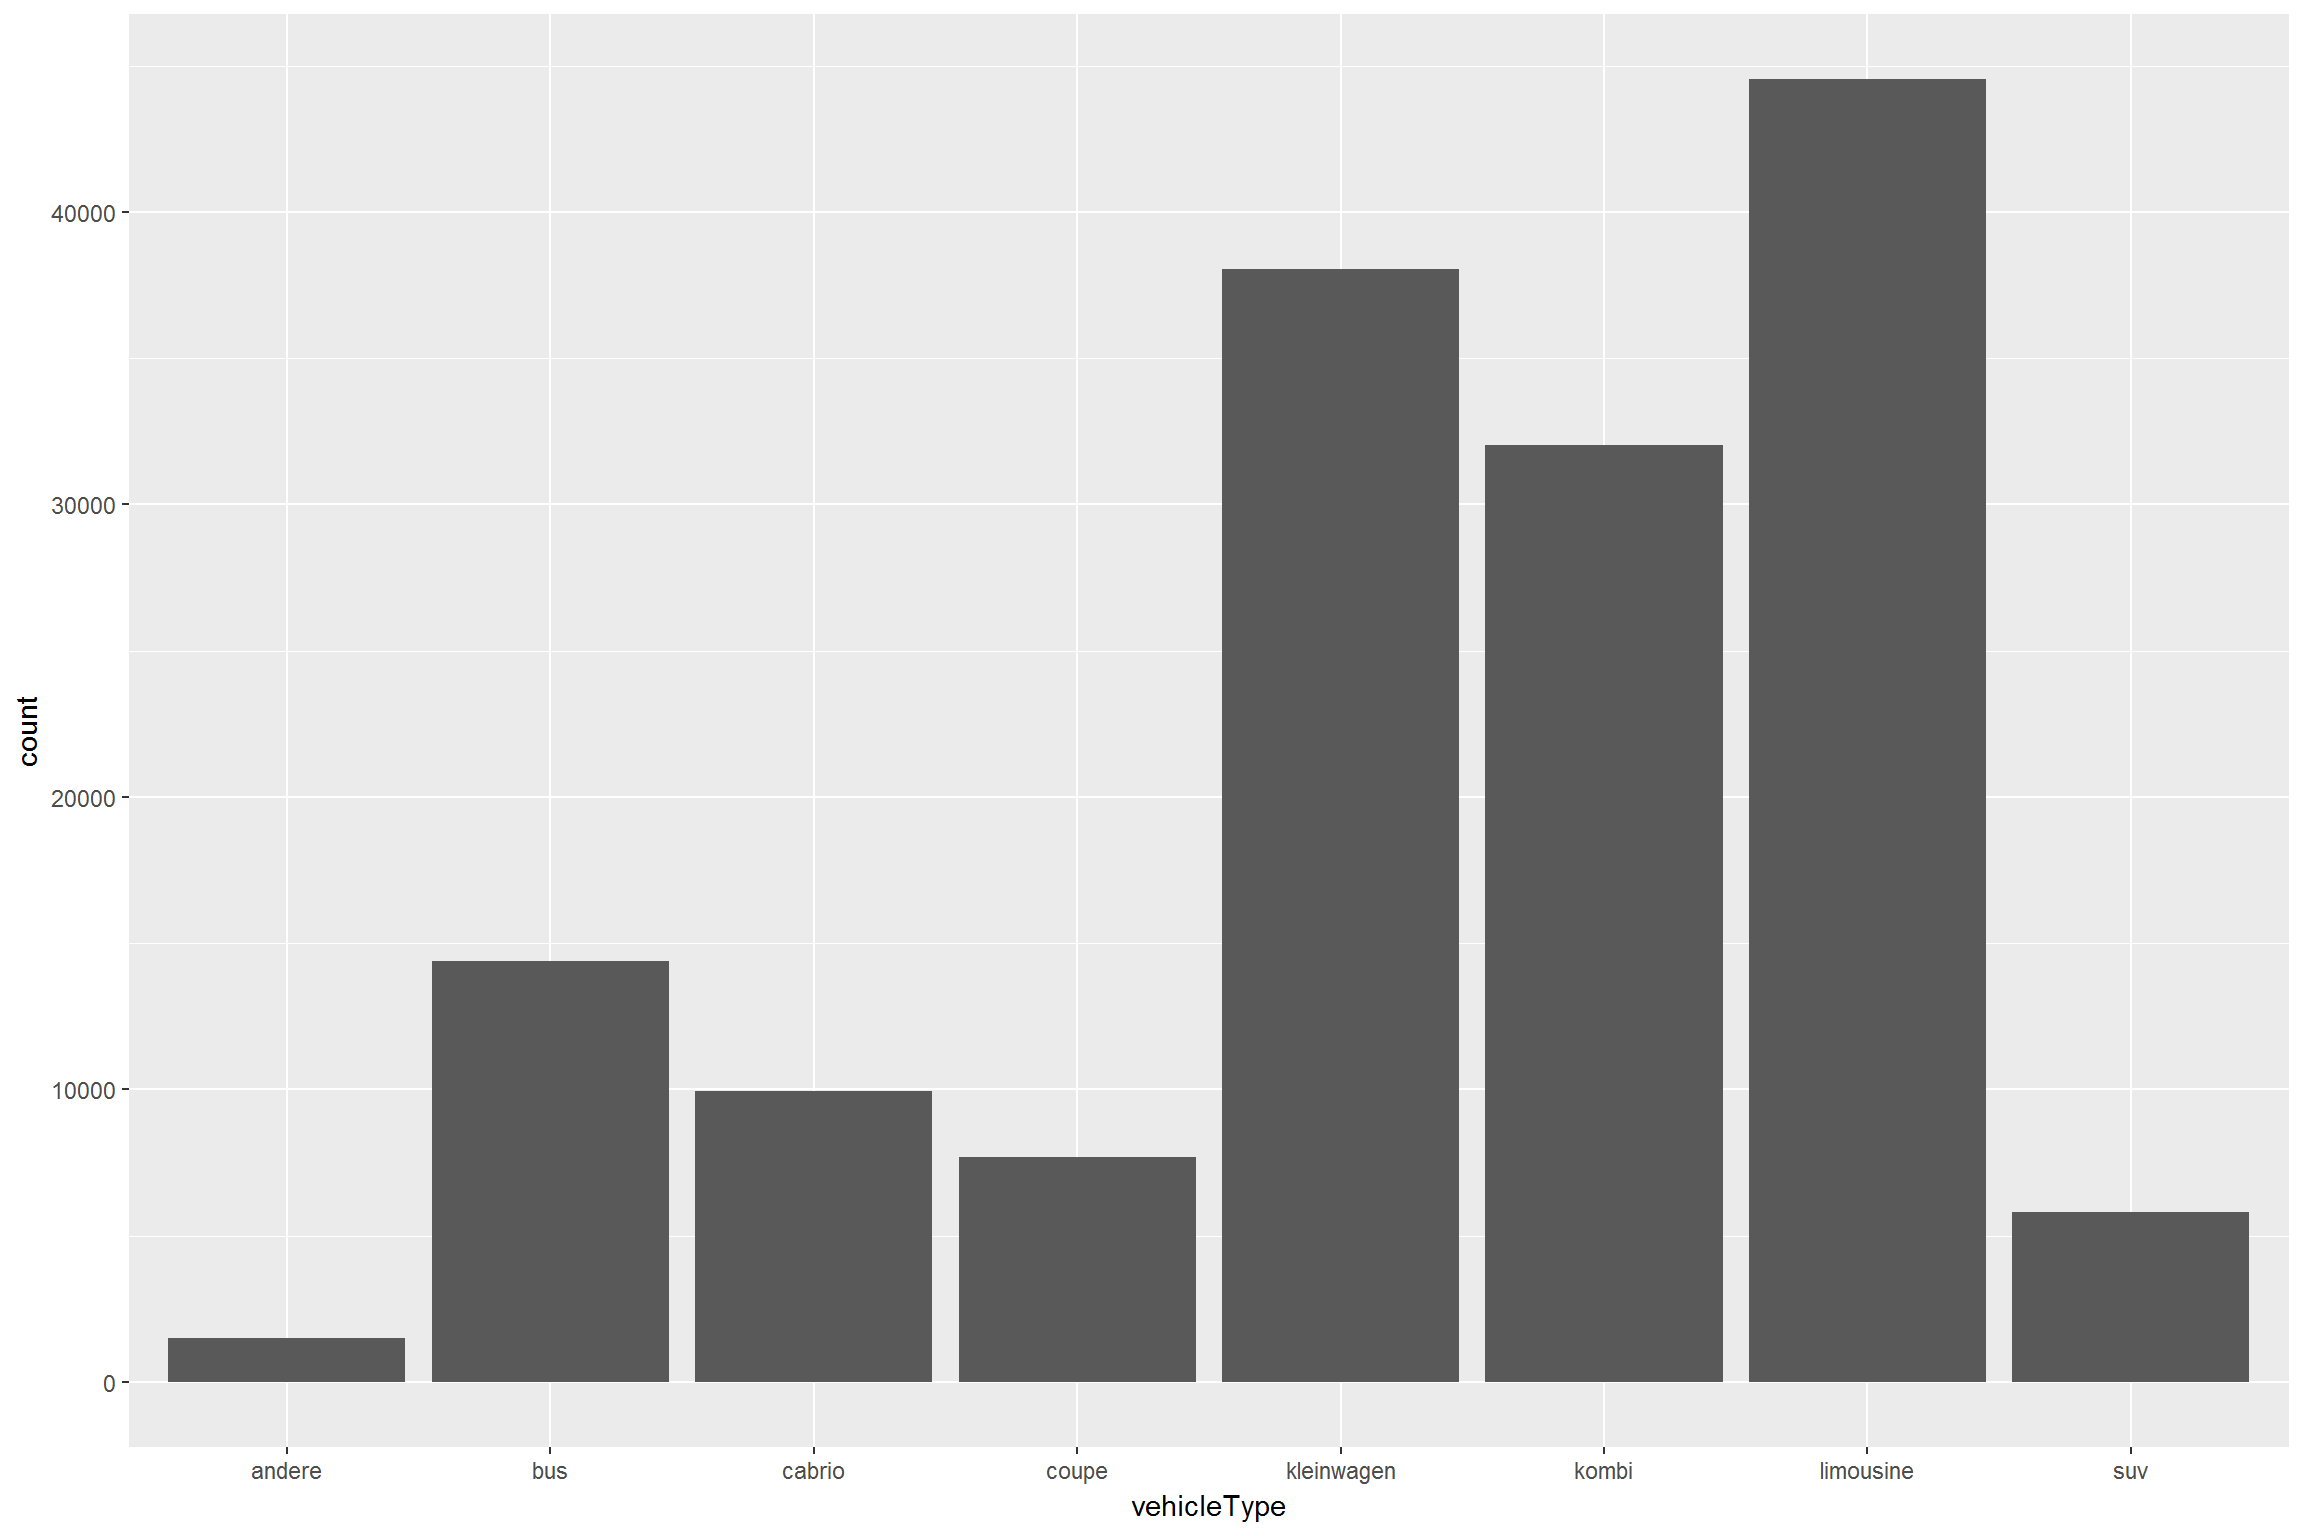 count
40000
30000
20000
10000
0
andere bus cabrio coupe kleinwagen kombi limousine suv
vehicleType